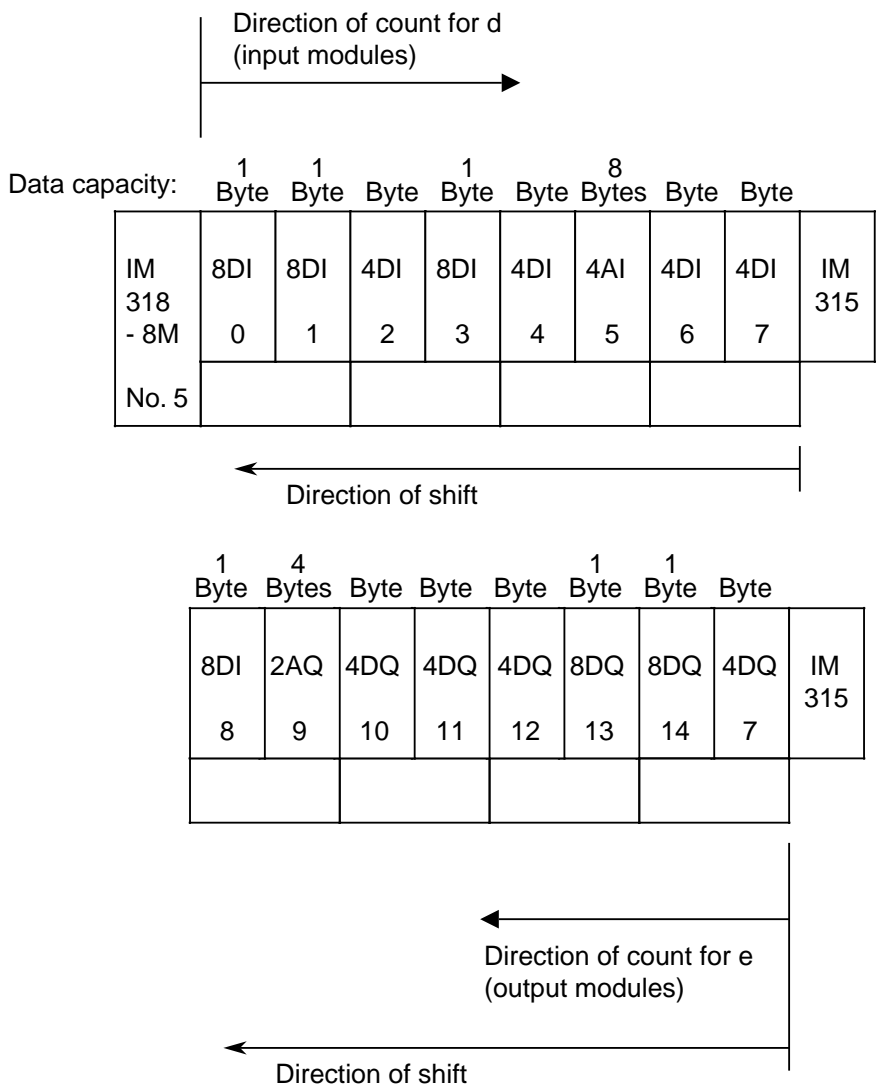 Direction of count for d
(input modules)
1 1 1 8
Data capacity: Byte Byte Byte Byte Byte Bytes Byte Byte
IM 8DI 8DI 4DI 8DI 4DI 4AI 4DI 4DI IM
318 315
- 8M 0 1 2 3 4 5 6 7
No. 5
Direction of shift
1 4 1 1
Byte Bytes Byte Byte Byte Byte Byte Byte
8DI 2AQ 4DQ 4DQ 4DQ 8DQ 8DQ 4DQ IM
315
8 9 10 11 12 13 14 7
Direction of count for e
(output modules)
Direction of shift